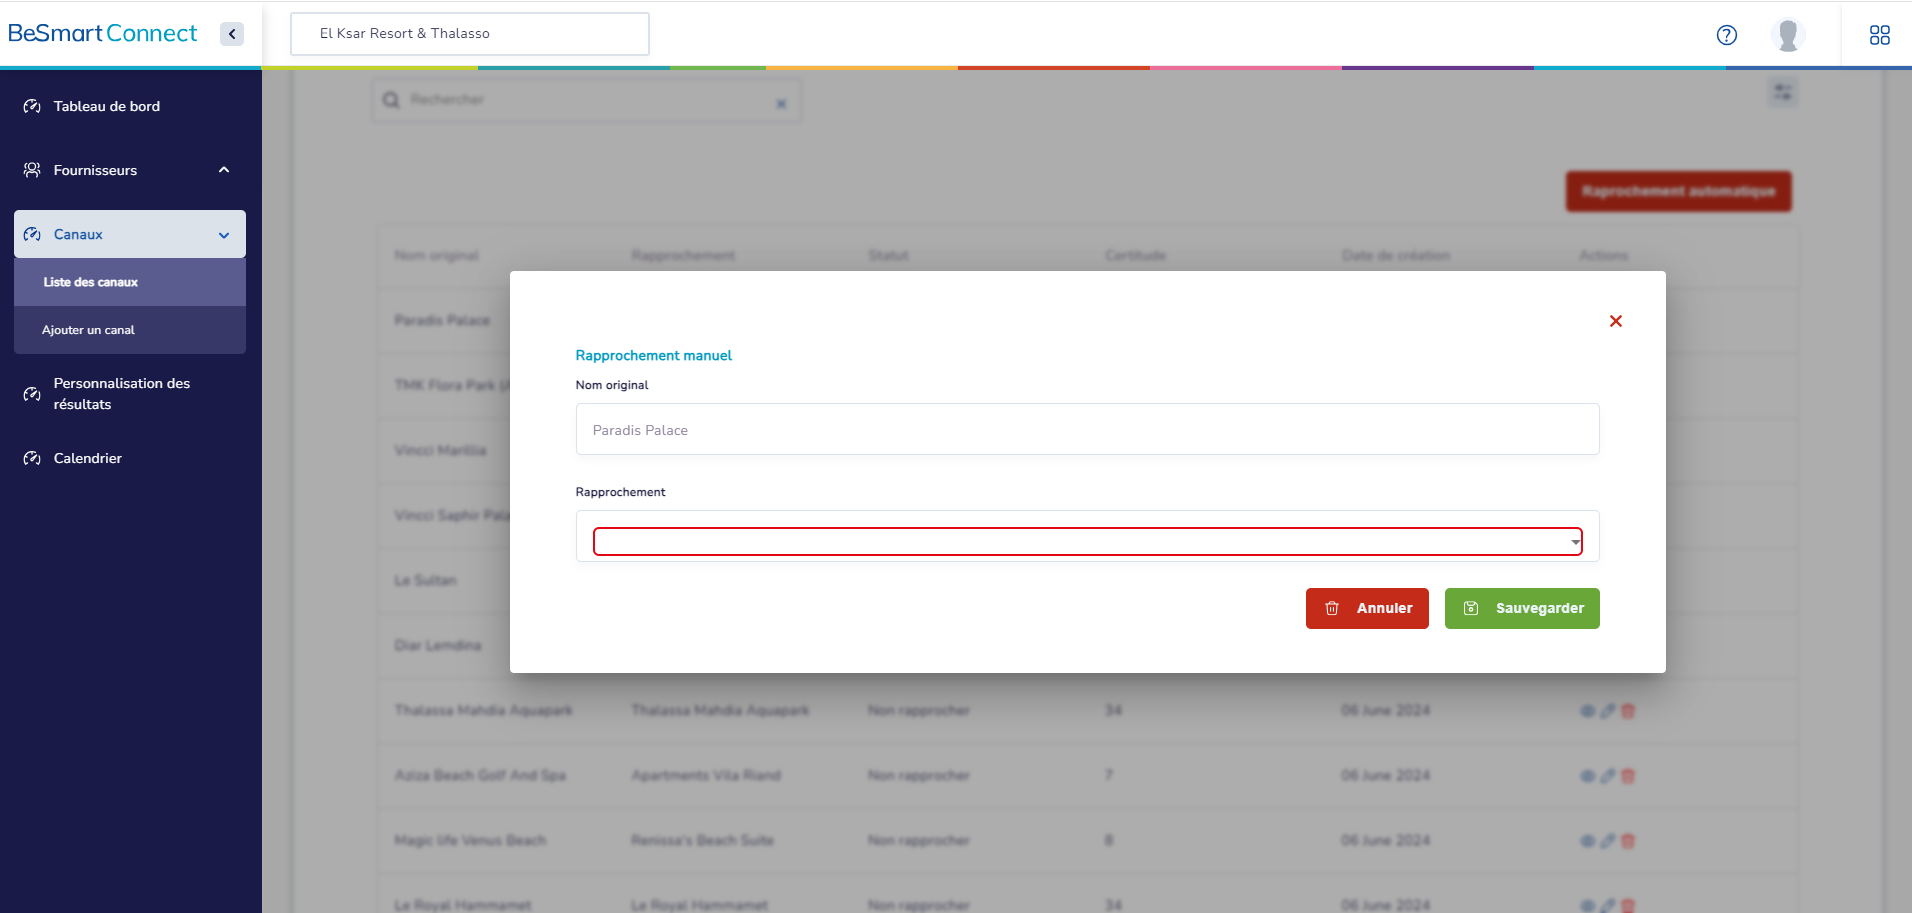 BeSmart Connect
El Ksar Resort & Thalasso
Tableau de bord
Fournisseurs
Canaux
Liste des canaux
Ajouter un canal
Personnalisation des
résultats
Calendrier
Rechercher
Raprochement automatique
Nom original Rapprochement Statut Certitude Date de création Actions
Paradis Palace
TMK Flora Park
Vincci Marillia
Vincci Saphir
Le Sultan
Diar Lemdina
Rapprochement manuel
Nom original
Paradis Palace
Rapprochement
Annuler
Sauvegarder
Thalassa Mahdia Aquapark Thalassa Mahdia Aquapark Non rapprocher 34 06 June 2024
Aziza Beach Golf And Spa Apartments Vila Riand Non rapprocher 7 06 June 2024
Magic life Venus Beach Renissa's Beach Suite Non rapprocher 8 06 June 2024
Le Royal Hammamet Le Royal Hammamet Non rapprocher 34 06 June 2024